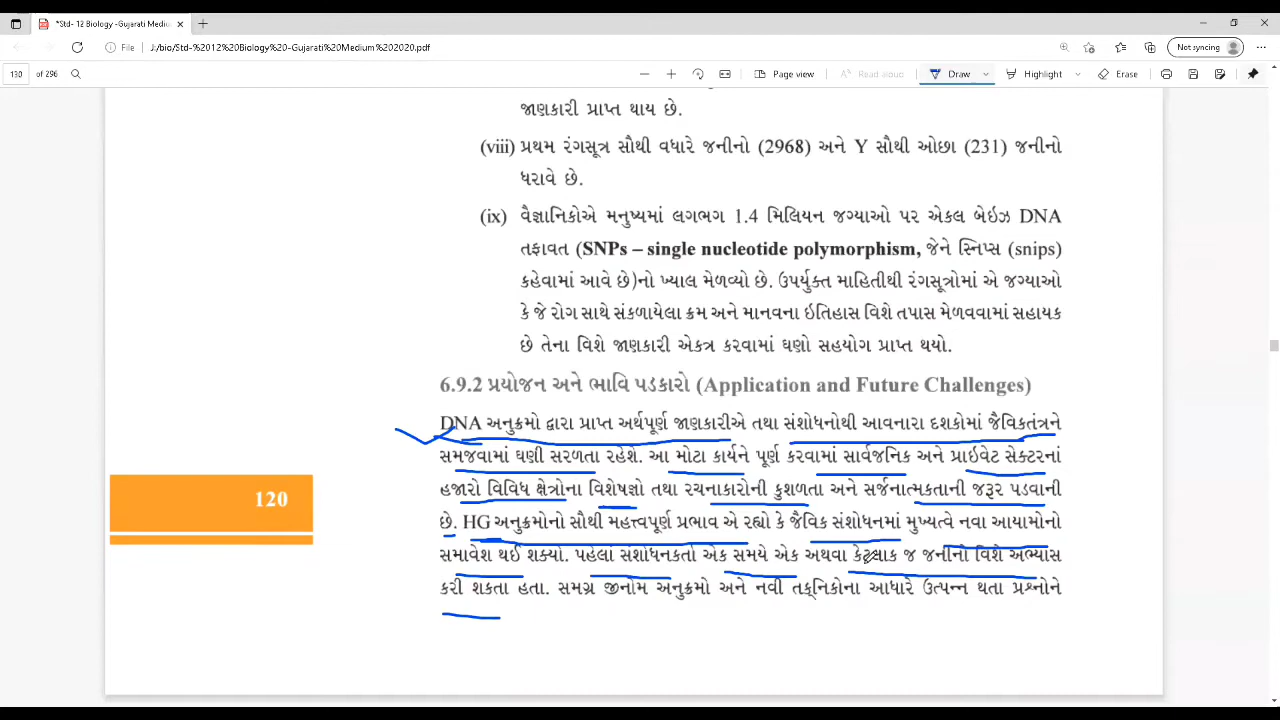 *Std- 12 Biology -Gujarati Medium
File
J:/bio/Std-%2012%20Biology%20-Gujarati%20Medium%202020.pdf
Not syncing
130 of 296
Page view
Read aloud
Draw
Highlight
Erase
જાણકારી પ્રાપ્ત થાય છે.
(viii) પ્રથમ રંગસૂત્ર સૌથી વધારે જનીનો (2968) અને Y સૌથી ઓછા (231) જનીનો
ધરાવે છે.
(ix) વૈજ્ઞાનિકોએ મનુષ્યમાં લગભગ 1.4 મિલિયન જગ્યાઓ પર એકલ બેઇઝ DNA
તફાવત (SNPs – single nucleotide polymorphism, જેને સ્નિપ્સ (snips)
કહેવામાં આવે છે)નો ખ્યાલ મેળવ્યો છે. ઉપર્યુક્ત માહિતીથી રંગસૂત્રોમાં એ જગ્યાઓ
કે જે રોગ સાથે સંકળાયેલા ક્રમ અને માનવના ઇતિહાસ વિશે તપાસ મેળવવામાં સહાયક
છે તેના વિશે જાણકારી એકત્ર કરવામાં ઘણો સહયોગ પ્રાપ્ત થયો.
6.9.2 પ્રયોજન અને ભાવિ પડકારો (Application and Future Challenges)
DNA અનુક્રમો દ્વારા પ્રાપ્ત અર્થપૂર્ણ જાણકારીએ તથા સંશોધનોથી આવનારા દશકોમાં જૈવિકતંત્રને
સમજવામાં ઘણી સરળતા રહેશે. આ મોટા કાર્યને પૂર્ણ કરવામાં સાર્વજનિક અને પ્રાઇવેટ સેક્ટરનાં
હજારો વિવિધ ક્ષેત્રોના વિશેષજ્ઞો તથા રચનાકારોની કુશળતા અને સર્જનાત્મકતાની જરૂર પડવાની
છે. HG અનુક્રમોનો સૌથી મહત્ત્વપૂર્ણ પ્રભાવ એ રહ્યો કે જૈવિક સંશોધનમાં મુખ્યત્વે નવા આયામોનો
સમાવેશ થઈ શક્યો. પહેલાં સંશોધનકર્તા એક સમયે એક અથવા કેટલાક જ જનીનો વિશે અભ્યાસ
કરી શકતા હતા. સમગ્ર જીનોમ અનુક્રમો અને નવી તક્નિકોના આધારે ઉત્પન્ન થતા પ્રશ્નોને
120